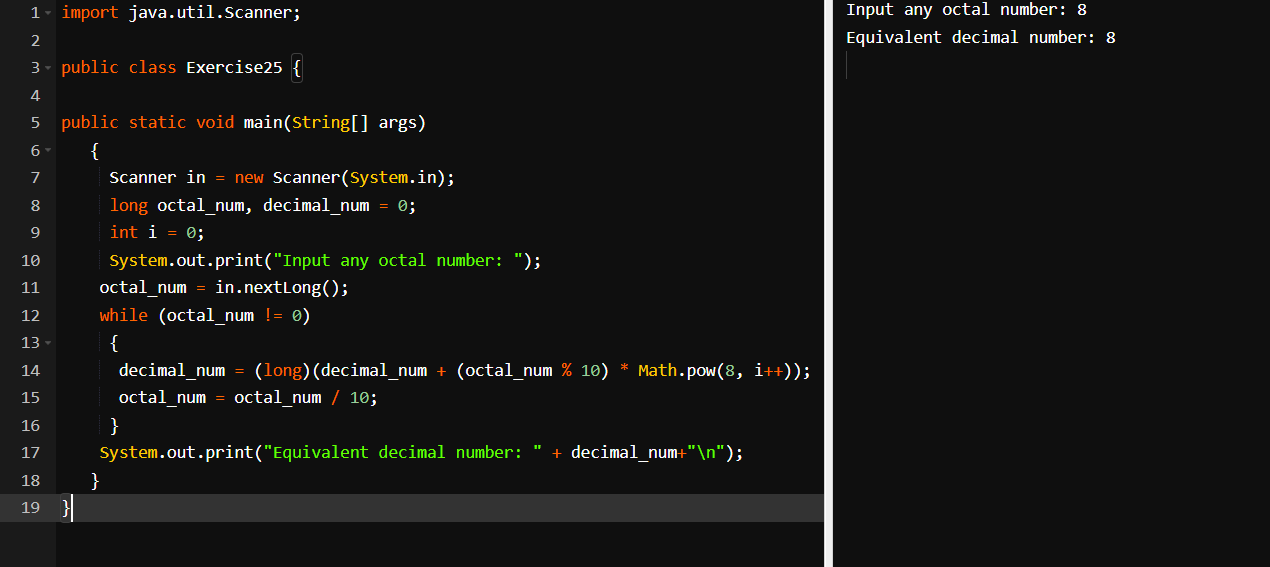 1 import java.util.Scanner;
2
3 public class Exercise25 {
4
5 public static void main(String[] args)
6 {
7 Scanner in = new Scanner(System.in);
8 long octal_num, decimal_num = 0;
9 int i = 0;
10 System.out.print("Input any octal number: ");
11 octal_num = in.nextLong();
12 while (octal_num != 0)
13 {
14 decimal_num = (long)(decimal_num + (octal_num % 10) * Math.pow(8, i++));
15 octal_num = octal_num / 10;
16 }
17 System.out.print("Equivalent decimal number: " + decimal_num+"\n");
18 }
19 }
Input any octal number: 8
Equivalent decimal number: 8